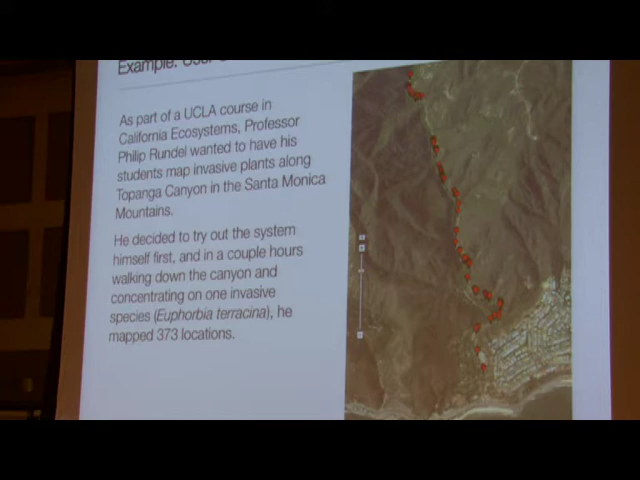 Example: User
As part of a UCLA course in
California Ecosystems, Professor
Philip Rundel wanted to have his
students map invasive plants along
Topanga Canyon in the Santa Monica
Mountains.
He decided to try out the system
himself first, and in a couple hours
walking down the canyon and
concentrating on one invasive
species (Euphorbia terracina), he
mapped 373 locations.